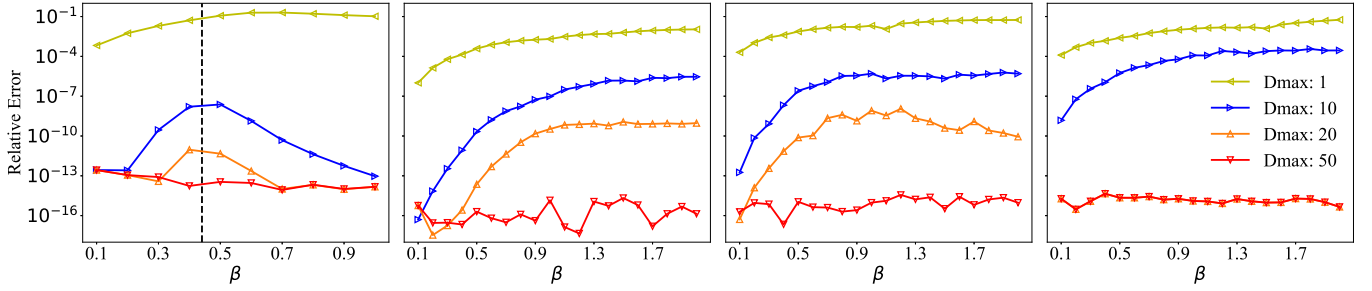 Relative Error
10^-1
10^-4
10^-7
10^-10
10^-13
10^-16
0.1 0.3 0.5 0.7 0.9
β
0.1 0.5 0.9 1.3 1.7
β
0.1 0.5 0.9 1.3 1.7
β
0.1 0.5 0.9 1.3 1.7
β
Dmax: 1
Dmax: 10
Dmax: 20
Dmax: 50